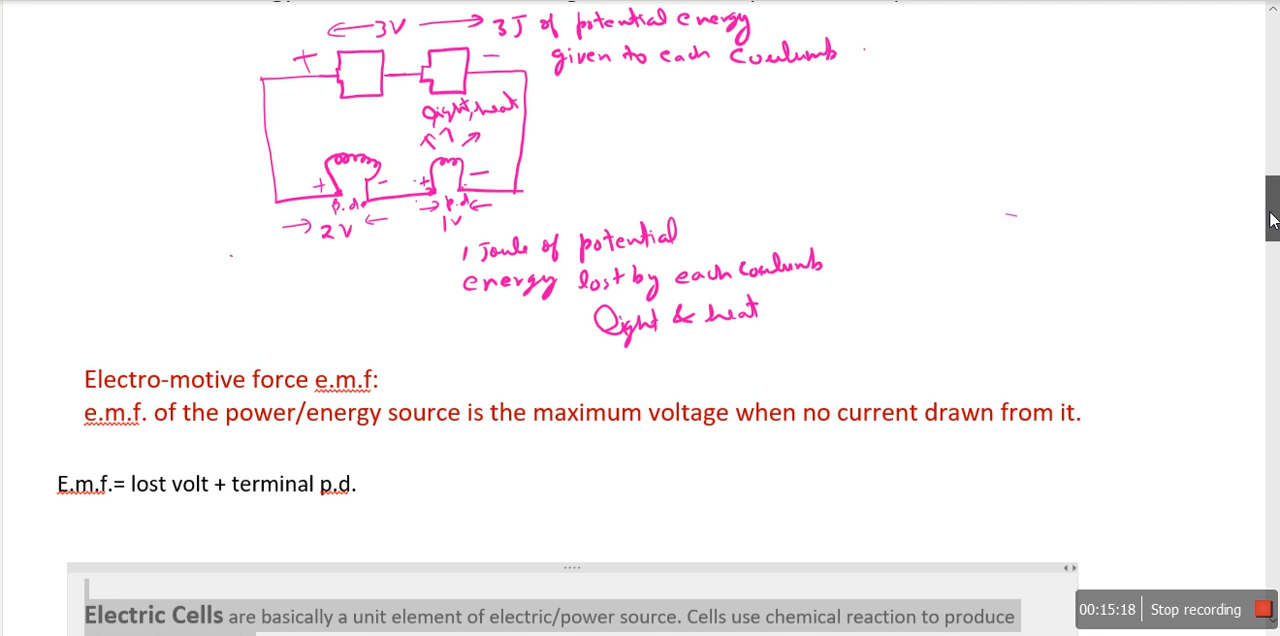 3V 3 J of potential energy
+ - given to each Coulomb
light, heat
+ - + -
p.d. p.d
2V 1V
1 Joule of potential
energy lost by each Coulomb
Light & heat
Electro-motive force e.m.f:
e.m.f. of the power/energy source is the maximum voltage when no current drawn from it.
E.m.f.= lost volt + terminal p.d.
Electric Cells are basically a unit element of electric/power source. Cells use chemical reaction to produce
00:15:18 Stop recording